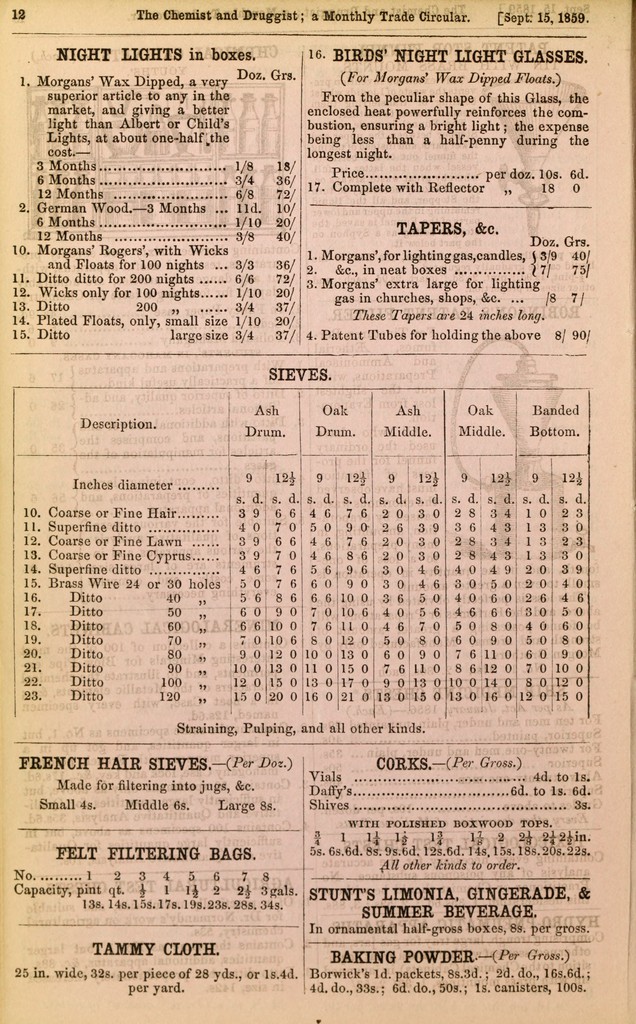 12 The Chemist and Druggist; a Monthly Trade Circular. [Sept. 15, 1859.
NIGHT LIGHTS in boxes.
Doz. Grs.
1. Morgans' Wax Dipped, a very
superior article to any in the
market, and giving a better
light than Albert or Child's
Lights, at about one-half the
cost.—
3 Months 1/8 18/
6 Months 3/4 36/
12 Months 6/8 72/
2. German Wood.—3 Months ... 11d. 10/
6 Months 1/10 20/
12 Months 3/8 40/
10. Morgans' Rogers', with Wicks
and Floats for 100 nights ... 3/3 36/
11. Ditto ditto for 200 nights ...... 6/6 72/
12. Wicks only for 100 nights...... 1/10 20/
13. Ditto 200 „ ...... 3/4 37/
14. Plated Floats, only, small size 1/10 20/
15. Ditto large size 3/4 37/
16. BIRDS' NIGHT LIGHT GLASSES.
(For Morgans' Wax Dipped Floats.)
From the peculiar shape of this Glass, the
enclosed heat powerfully reinforces the com-
bustion, ensuring a bright light; the expense
being less than a half-penny during the
longest night.
Price........................ per doz. 10s. 6d.
17. Complete with Reflector „ 18 0
TAPERS, &c.
Doz. Grs.
1. Morgans', for lighting gas, candles, { 3/9 40/
2. &c., in neat boxes ............... { 7/ 75/
3. Morgans' extra large for lighting
gas in churches, shops, &c. ... /8 7/
These Tapers are 24 inches long.
4. Patent Tubes for holding the above 8/ 90/
SIEVES.
Description. Ash Drum. Oak Drum. Ash Middle. Oak Middle. Banded Bottom.
Inches diameter ......... 9 12½ 9 12½ 9 12½ 9 12½ 9 12½
s. d. s. d. s. d. s. d. s. d. s. d. s. d. s. d. s. d. s. d.
10. Coarse or Fine Hair...... 3 9 6 6 4 6 7 6 2 0 3 0 2 8 3 4 1 0 2 3
11. Superfine ditto ............... 4 0 7 0 5 0 9 0 2 6 3 9 3 6 4 3 1 3 3 0
12. Coarse or Fine Lawn ...... 3 9 6 6 4 6 7 6 2 0 3 0 2 8 3 4 1 3 2 3
13. Coarse or Fine Cyprus...... 3 9 7 0 4 6 8 6 2 0 3 0 2 8 4 3 1 3 3 0
14. Superfine ditto ............... 4 6 7 6 5 6 9 6 3 0 4 6 4 0 4 9 2 0 3 9
15. Brass Wire 24 or 30 holes 5 0 7 6 6 0 9 0 3 0 4 6 3 0 5 0 2 0 4 0
16. Ditto 40 „ 5 6 8 6 6 6 10 0 3 6 5 0 4 0 6 0 2 6 4 6
17. Ditto 50 „ 6 0 9 0 7 0 10 6 4 0 5 6 4 6 6 6 3 0 5 0
18. Ditto 60 „ 6 6 10 0 7 6 11 0 4 6 7 0 5 0 8 0 4 0 6 0
19. Ditto 70 „ 7 0 10 6 8 0 12 0 5 0 8 0 6 0 9 0 5 0 8 0
20. Ditto 80 „ 9 0 12 0 10 0 13 0 6 0 9 0 7 6 11 0 6 0 9 0
21. Ditto 90 „ 10 0 13 0 11 0 15 0 7 6 11 0 8 6 12 0 7 0 10 0
22. Ditto 100 „ 12 0 15 0 13 0 17 0 9 0 13 0 10 0 14 0 8 0 12 0
23. Ditto 120 „ 15 0 20 0 16 0 21 0 13 0 15 0 13 0 16 0 12 0 15 0
Straining, Pulping, and all other kinds.
FRENCH HAIR SIEVES.—(Per Doz.)
Made for filtering into jugs, &c.
Small 4s. Middle 6s. Large 8s.
FELT FILTERING BAGS.
No. ......... 1 2 3 4 5 6 7 8
Capacity, pint qt. ½ 1 1½ 2 2½ 3 gals.
13s. 14s. 15s. 17s. 19s. 23s. 28s. 34s.
TAMMY CLOTH.
25 in. wide, 32s. per piece of 28 yds., or 1s.4d.
per yard.
CORKS.—(Per Gross.)
Vials 4d. to 1s.
Daffy's 6d. to 1s. 6d.
Shives 3s.
WITH POLISHED BOXWOOD TOPS.
¾ 1 1¼ 1½ 1¾ 2 in.
5s. 6s.6d. 8s. 9s.6d. 12s.6d. 14s. 15s. 18s. 20s. 22s.
All other kinds to order.
STUNT'S LIMONIA, GINGERADE, &
SUMMER BEVERAGE.
In ornamental half-gross boxes, 8s. per gross.
BAKING POWDER.—(Per Gross.)
Borwick's 1d. packets, 8s.3d.; 2d. do., 16s.6d.;
4d. do., 33s.; 6d. do., 50s.; 1s. canisters, 100s.